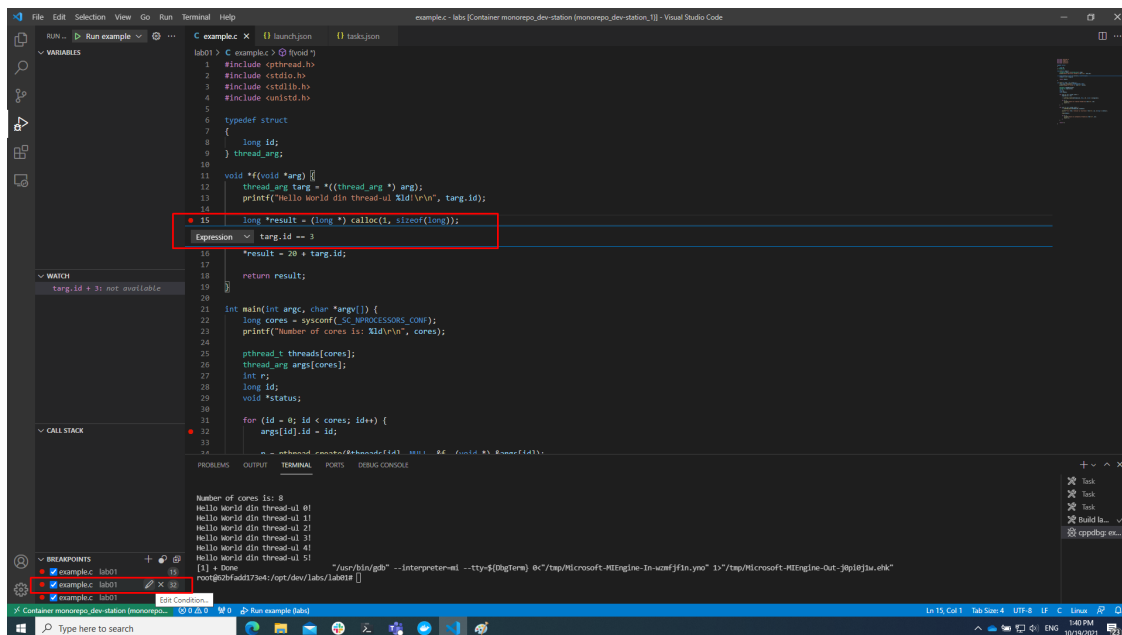 File Edit Selection View Go Run Terminal Help
example.c - labs [Container monorepo_dev-station (monorepo_dev-station_1)] - Visual Studio Code
RUN ... Run example
VARIABLES
WATCH
targ.id + 3: not available
CALL STACK
BREAKPOINTS
example.c lab01 15
example.c lab01 32
example.c lab01
Edit Condition...
example.c launch.json tasks.json
lab01 > example.c > f(void *)
1 #include <pthread.h>
2 #include <stdio.h>
3 #include <stdlib.h>
4 #include <unistd.h>
5
6 typedef struct
7 {
8 long id;
9 } thread_arg;
10
11 void *f(void *arg) {
12 thread_arg targ = *((thread_arg *) arg);
13 printf("Hello World din thread-ul %ld!\r\n", targ.id);
14
15 long *result = (long *) calloc(1, sizeof(long));
Expression targ.id == 3
16 *result = 20 + targ.id;
17
18 return result;
19 }
20
21 int main(int argc, char *argv[]) {
22 long cores = sysconf(_SC_NPROCESSORS_CONF);
23 printf("Number of cores is: %ld\r\n", cores);
24
25 pthread_t threads[cores];
26 thread_arg args[cores];
27 int r;
28 long id;
29 void *status;
30
31 for (id = 0; id < cores; id++) {
32 args[id].id = id;
33
34 r = pthread_create(&threads[id], NULL, &f, (void *) &args[id]);
PROBLEMS OUTPUT TERMINAL PORTS DEBUG CONSOLE
Number of cores is: 8
Hello World din thread-ul 0!
Hello World din thread-ul 1!
Hello World din thread-ul 2!
Hello World din thread-ul 3!
Hello World din thread-ul 4!
Hello World din thread-ul 5!
[1] + Done "/usr/bin/gdb" --interpreter=mi --tty=${DbgTerm} 0<"/tmp/Microsoft-MIEngine-In-wzmfjf1n.yno" 1>"/tmp/Microsoft-MIEngine-Out-j0pi0j1w.ehk"
root@62bfadd173e4:/opt/dev/labs/lab01#
Task
Task
Task
Build la...
cppdbg: ex...
Container monorepo_dev-station (monorepo... 0 0 0 Run example (labs)
Ln 15, Col 1 Tab Size: 4 UTF-8 LF C Linux
Type here to search
ENG 1:40 PM
10/19/2021